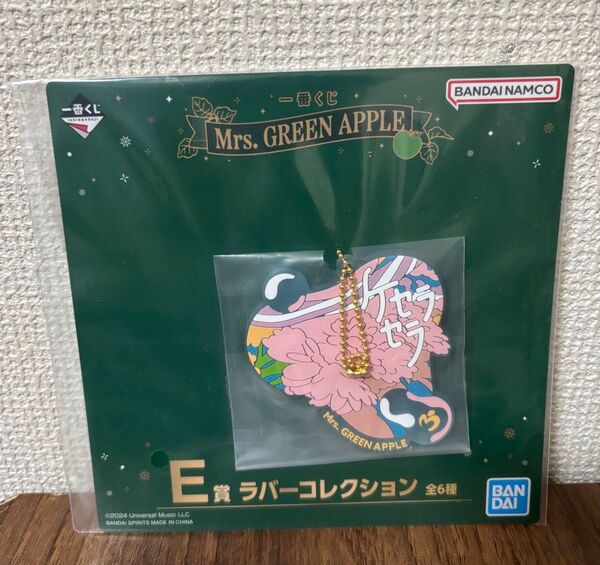 一番くじ
一番くじ
Mrs. GREEN APPLE
BANDAI NAMCO
ケセラ
セラ
Mrs. GREEN APPLE
E賞 ラバーコレクション 全6種
©2024 Universal Music LLC
BANDAI SPIRITS MADE IN CHINA
BAN
DAI